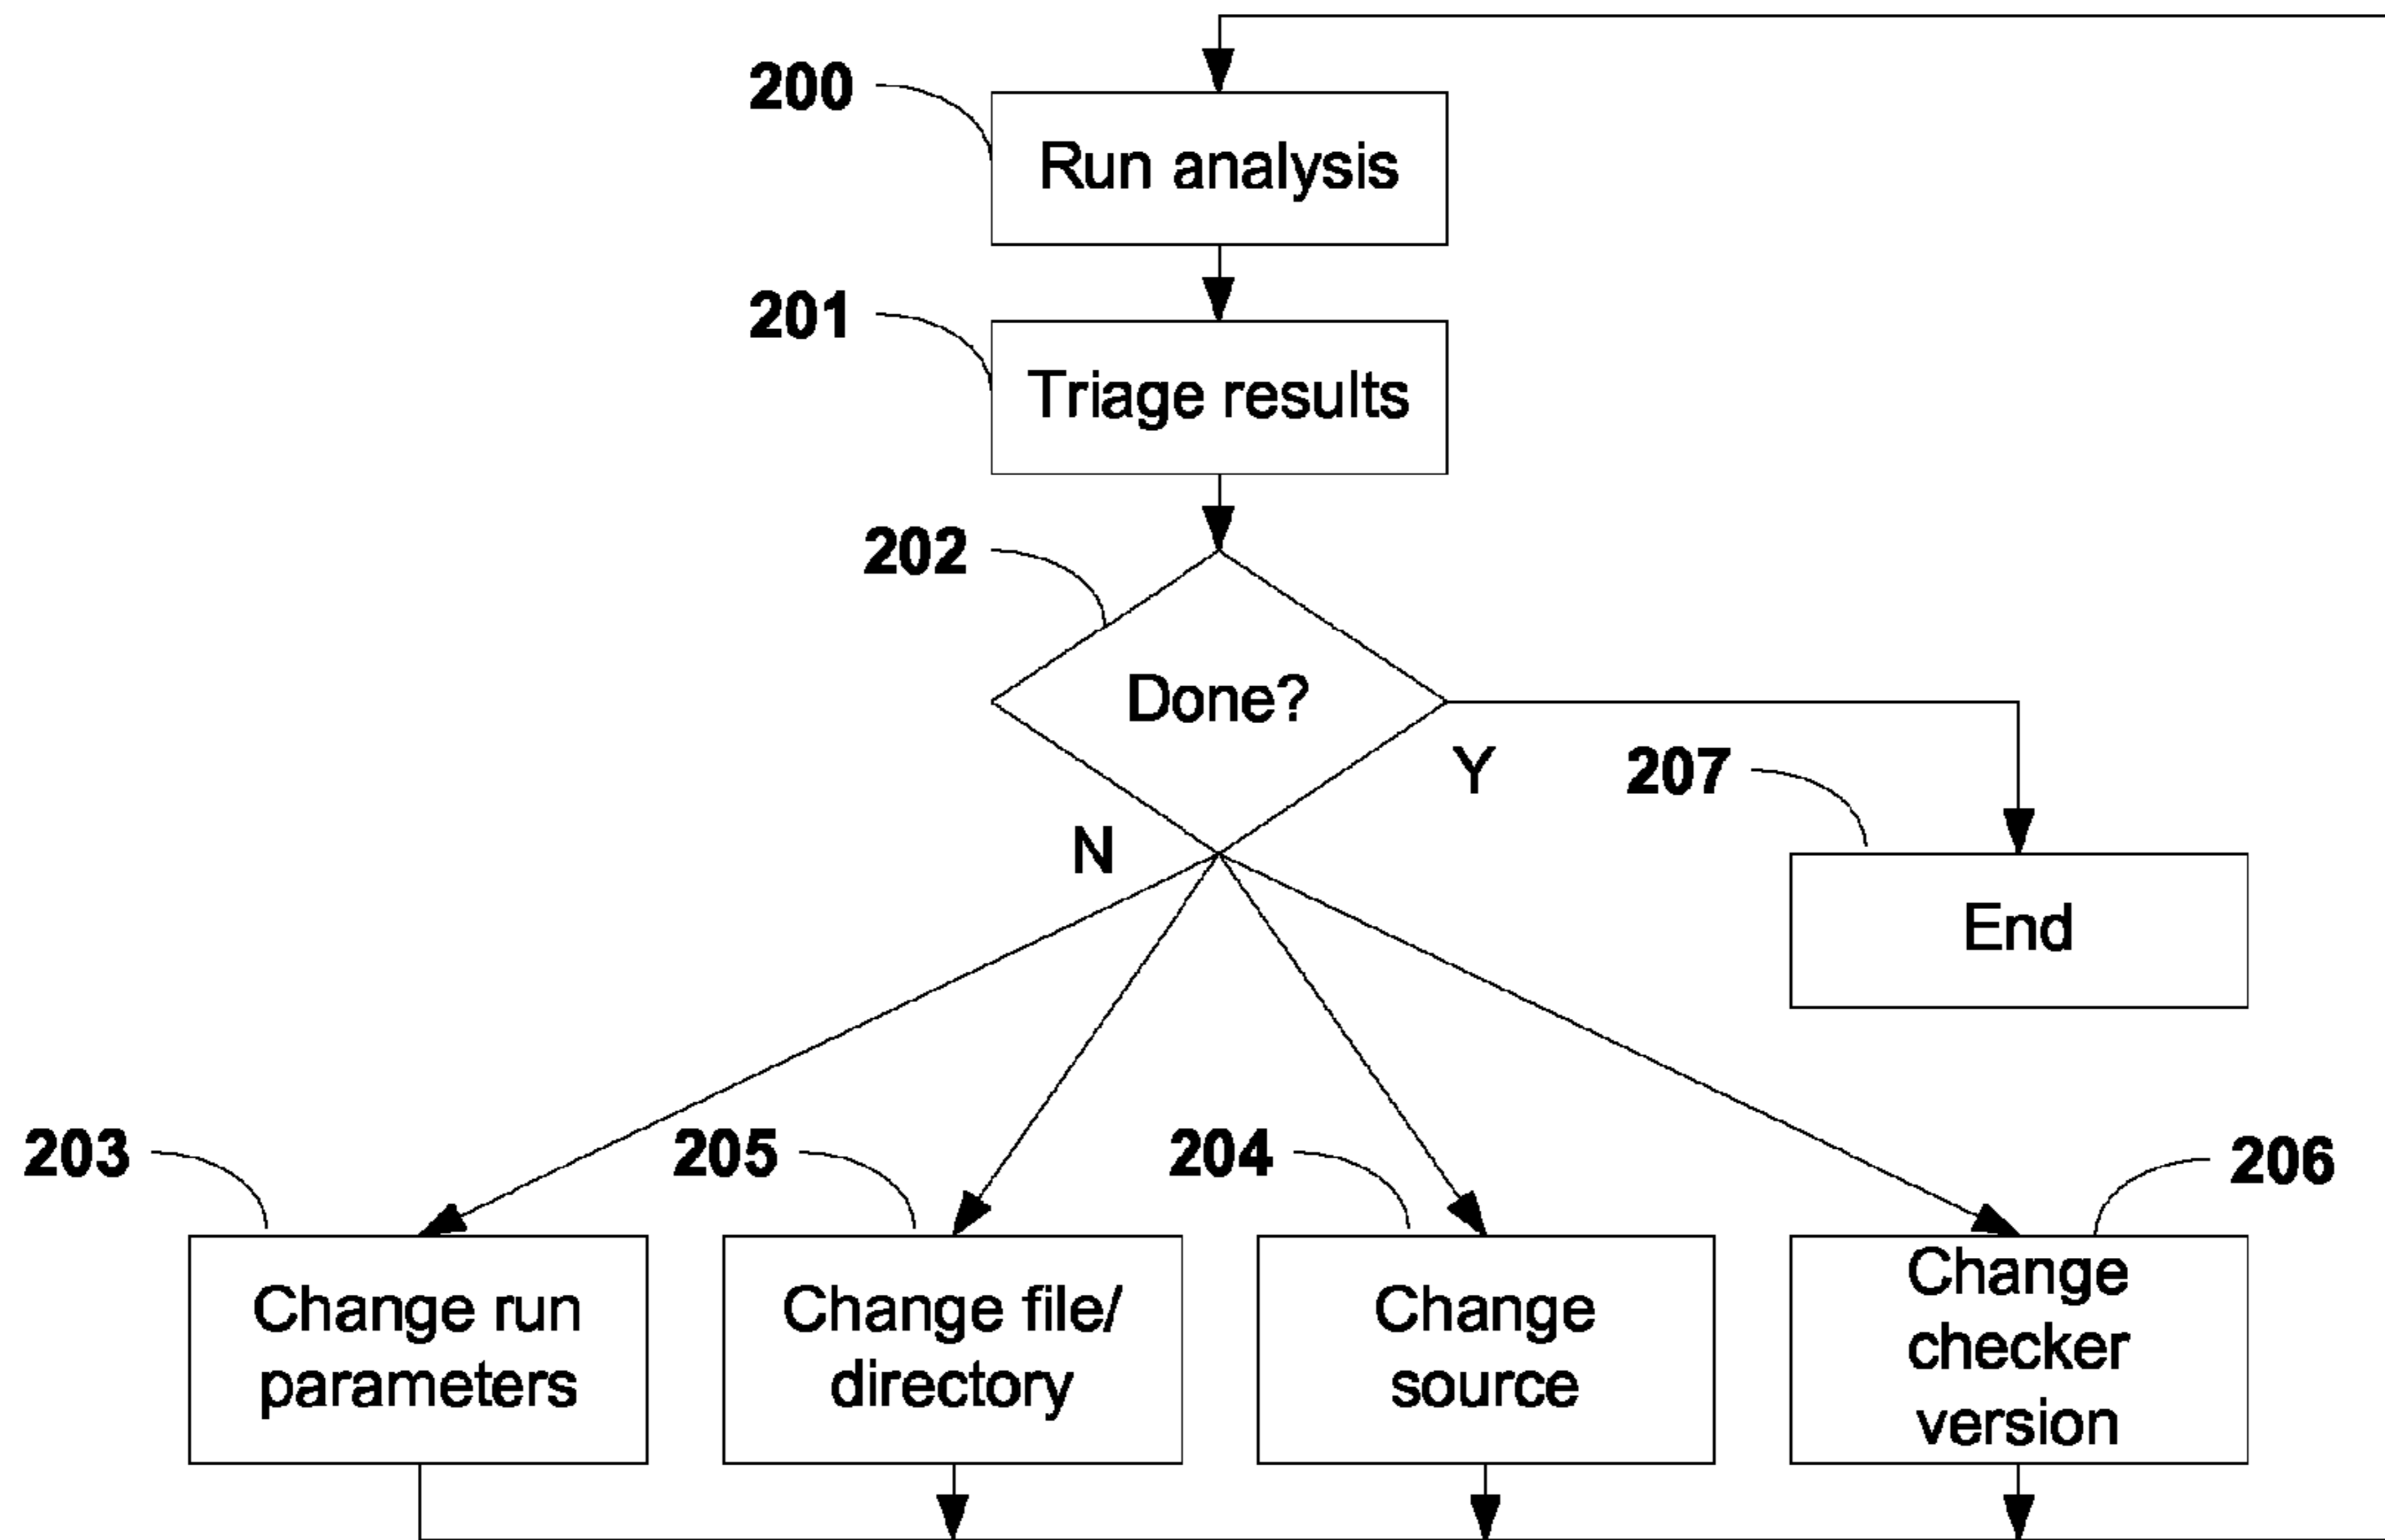 200
Run analysis
201
Triage results
202
Done?
Y
207
N
End
203
205
204
206
Change run
parameters
Change file/
directory
Change
source
Change
checker
version